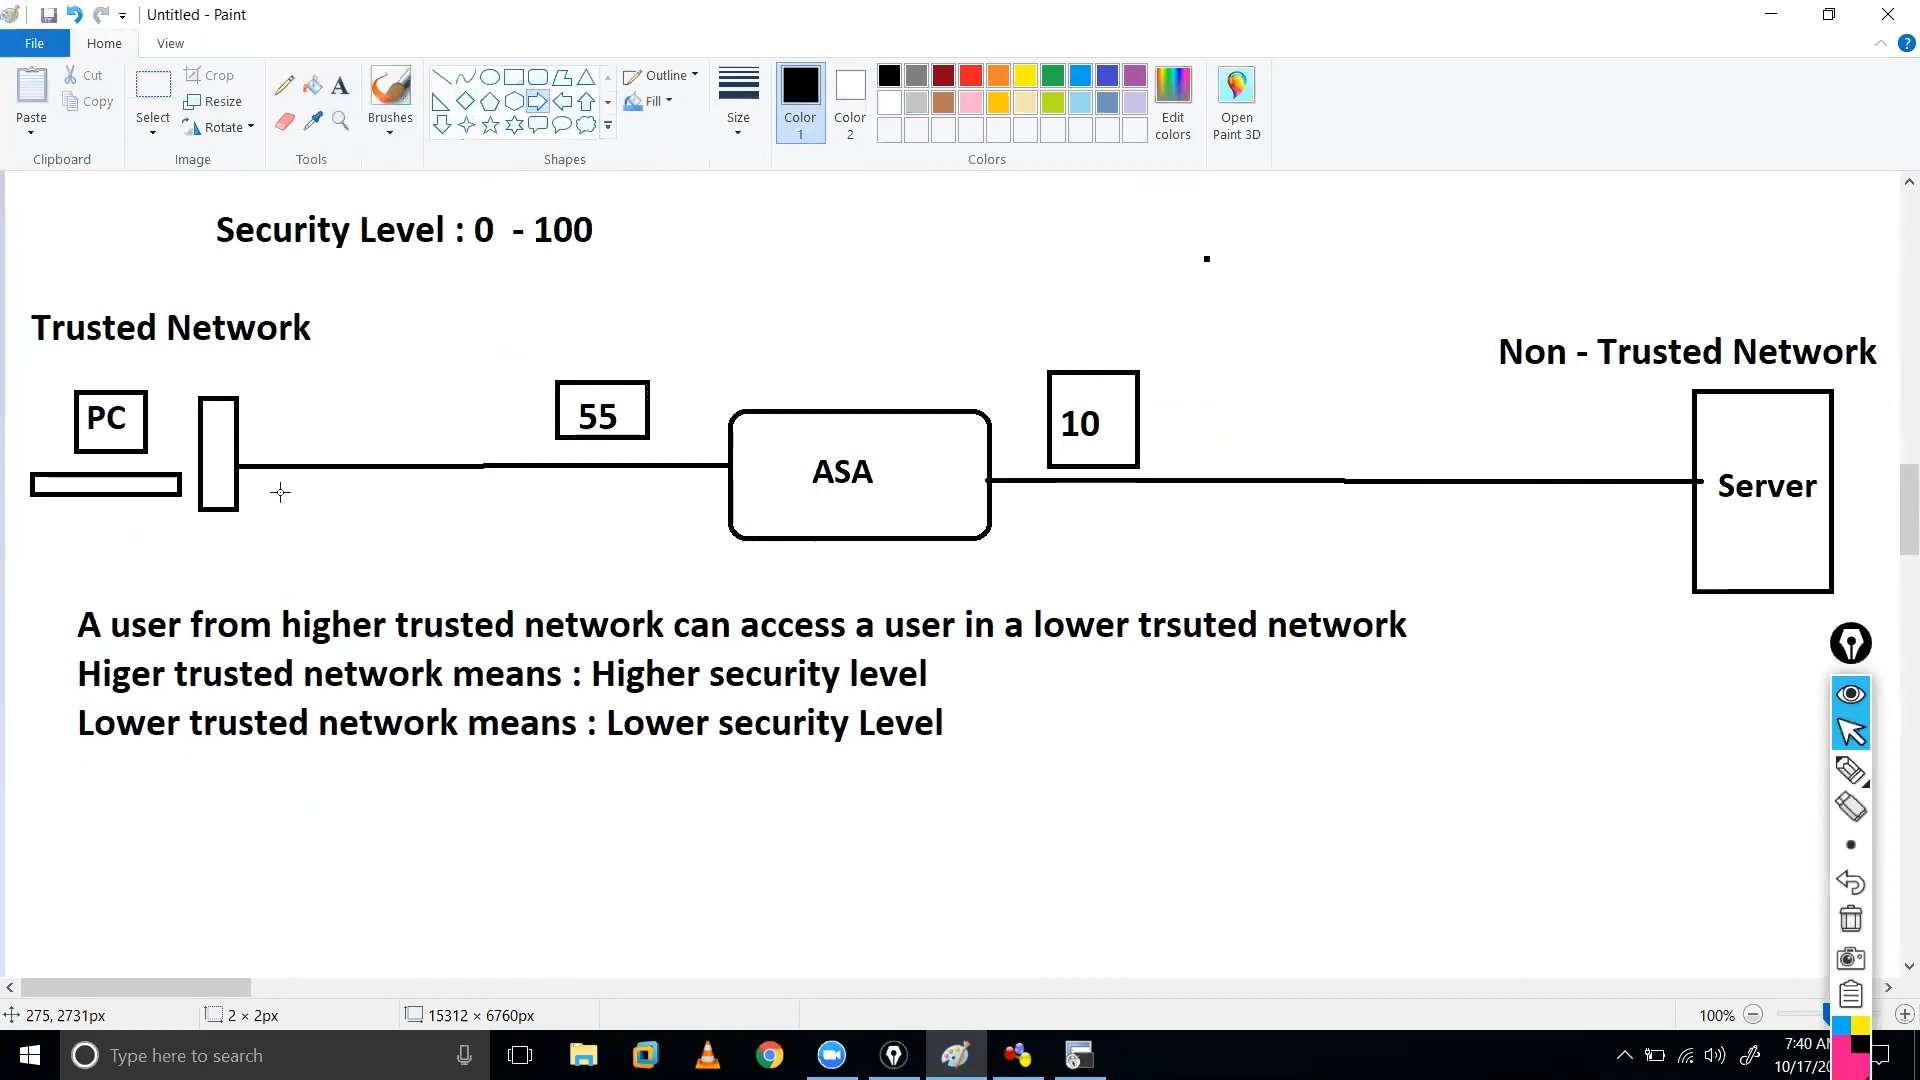 Untitled - Paint
File Home View
Paste
Cut
Copy
Clipboard
Select
Crop
Resize
Rotate
Image
Tools
Brushes
Shapes
Outline
Fill
Size
Color 1
Color 2
Colors
Edit colors
Open Paint 3D
Security Level : 0 - 100
Trusted Network
Non - Trusted Network
PC
55
10
ASA
Server
A user from higher trusted network can access a user in a lower trsuted network
Higer trusted network means : Higher security level
Lower trusted network means : Lower security Level
275, 2731px
2 × 2px
15312 × 6760px
100%
Type here to search
7:40
10/17/20